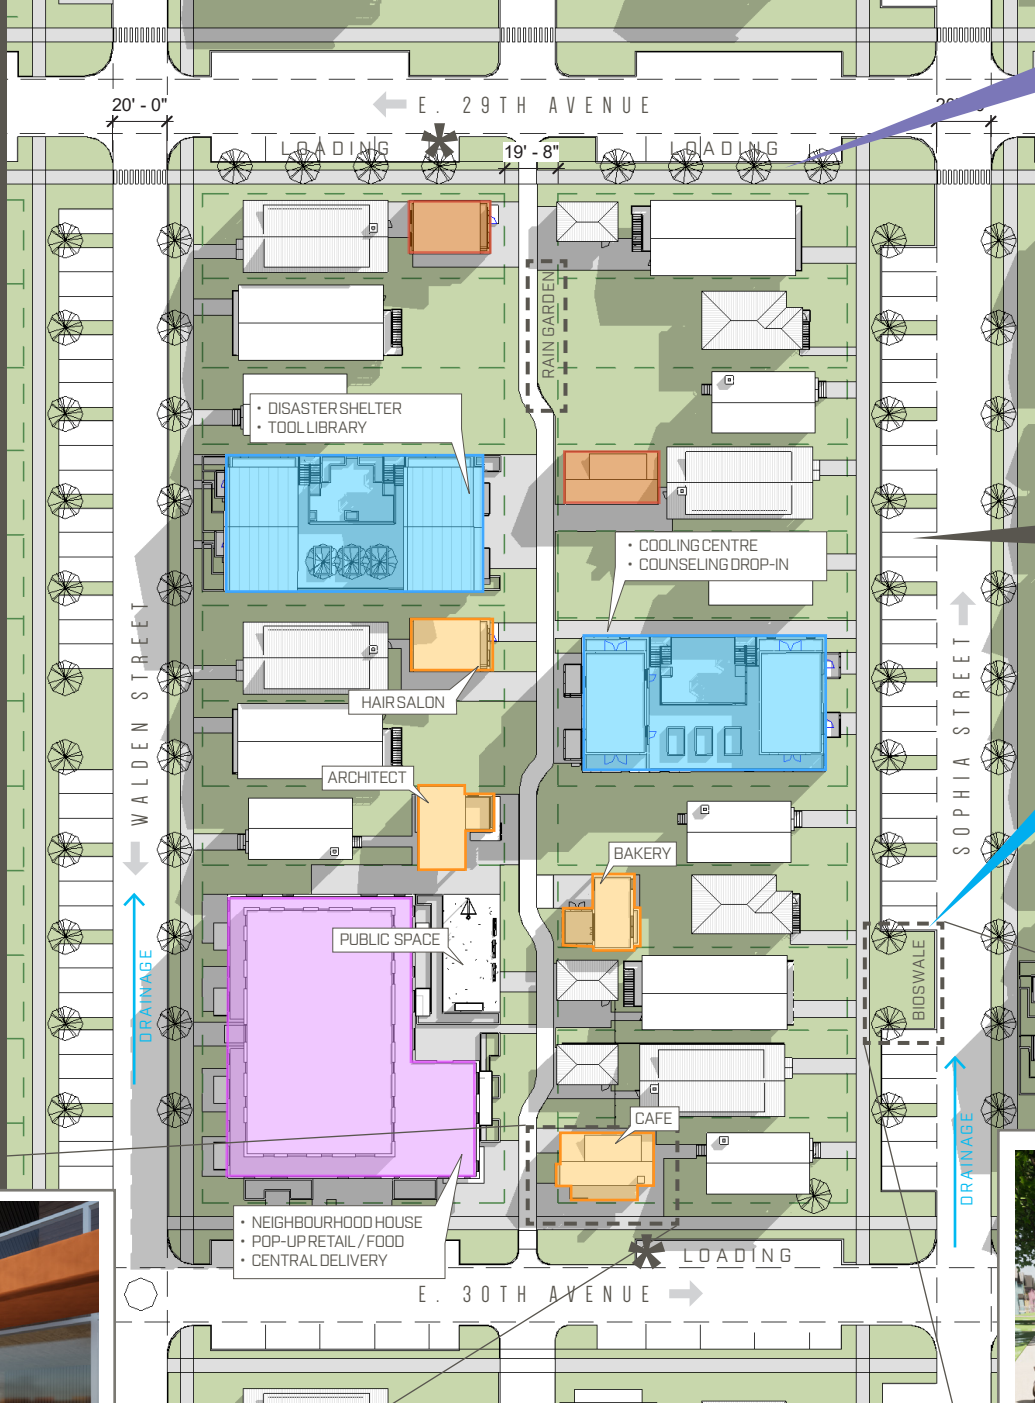 20' - 0"
E. 29TH AVENUE
LOADING
19' - 8"
LOADING
RAIN GARDEN
• DISASTER SHELTER
• TOOL LIBRARY
• COOLING CENTRE
• COUNSELING DROP-IN
WALDEN STREET
SOPHIA STREET
HAIR SALON
ARCHITECT
BAKERY
PUBLIC SPACE
DRAINAGE
BIOSWALE
CAFE
DRAINAGE
• NEIGHBOURHOOD HOUSE
• POP-UP RETAIL / FOOD
• CENTRAL DELIVERY
LOADING
E. 30TH AVENUE